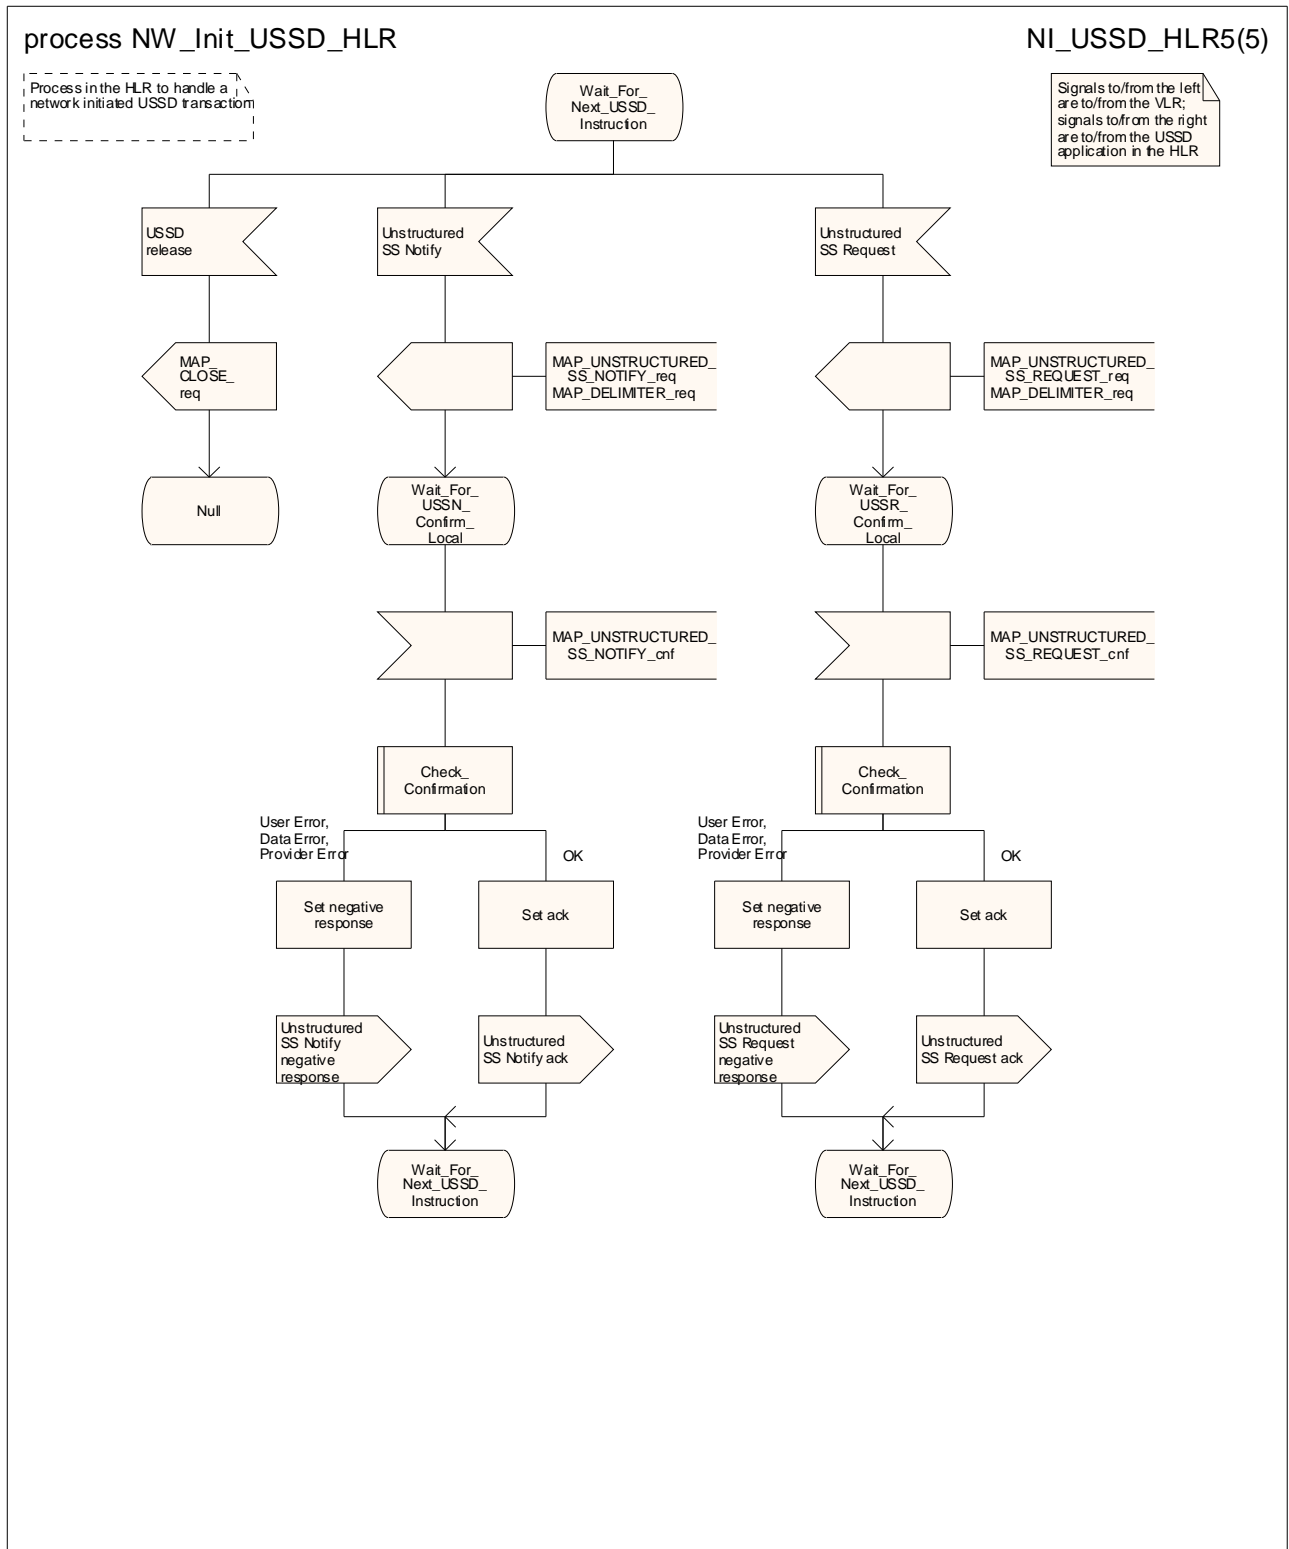 process NW_Init_USSD_HLR
NI_USSD_HLR5(5)
Process in the HLR to handle a
network initiated USSD transaction
Wait_For_
Next_USSD_
Instruction
Signals to/from the left
are to/from the VLR;
signals to/from the right
are to/from the USSD
application in the HLR
USSD
release
Unstructured
SS Notify
Unstructured
SS Request
MAP_
CLOSE_
req
MAP_UNSTRUCTURED_
SS_NOTIFY_req
MAP_DELIMITER_req
MAP_UNSTRUCTURED_
SS_REQUEST_req
MAP_DELIMITER_req
Null
Wait_For_
USSN_
Confirm_
Local
Wait_For_
USSR_
Confirm_
Local
MAP_UNSTRUCTURED_
SS_NOTIFY_cnf
MAP_UNSTRUCTURED_
SS_REQUEST_cnf
Check_
Confirmation
Check_
Confirmation
User Error,
Data Error,
Provider Error
OK
User Error,
Data Error,
Provider Error
OK
Set negative
response
Set ack
Set negative
response
Set ack
Unstructured
SS Notify
negative
response
Unstructured
SS Notify ack
Unstructured
SS Request
negative
response
Unstructured
SS Request ack
Wait_For_
Next_USSD_
Instruction
Wait_For_
Next_USSD_
Instruction